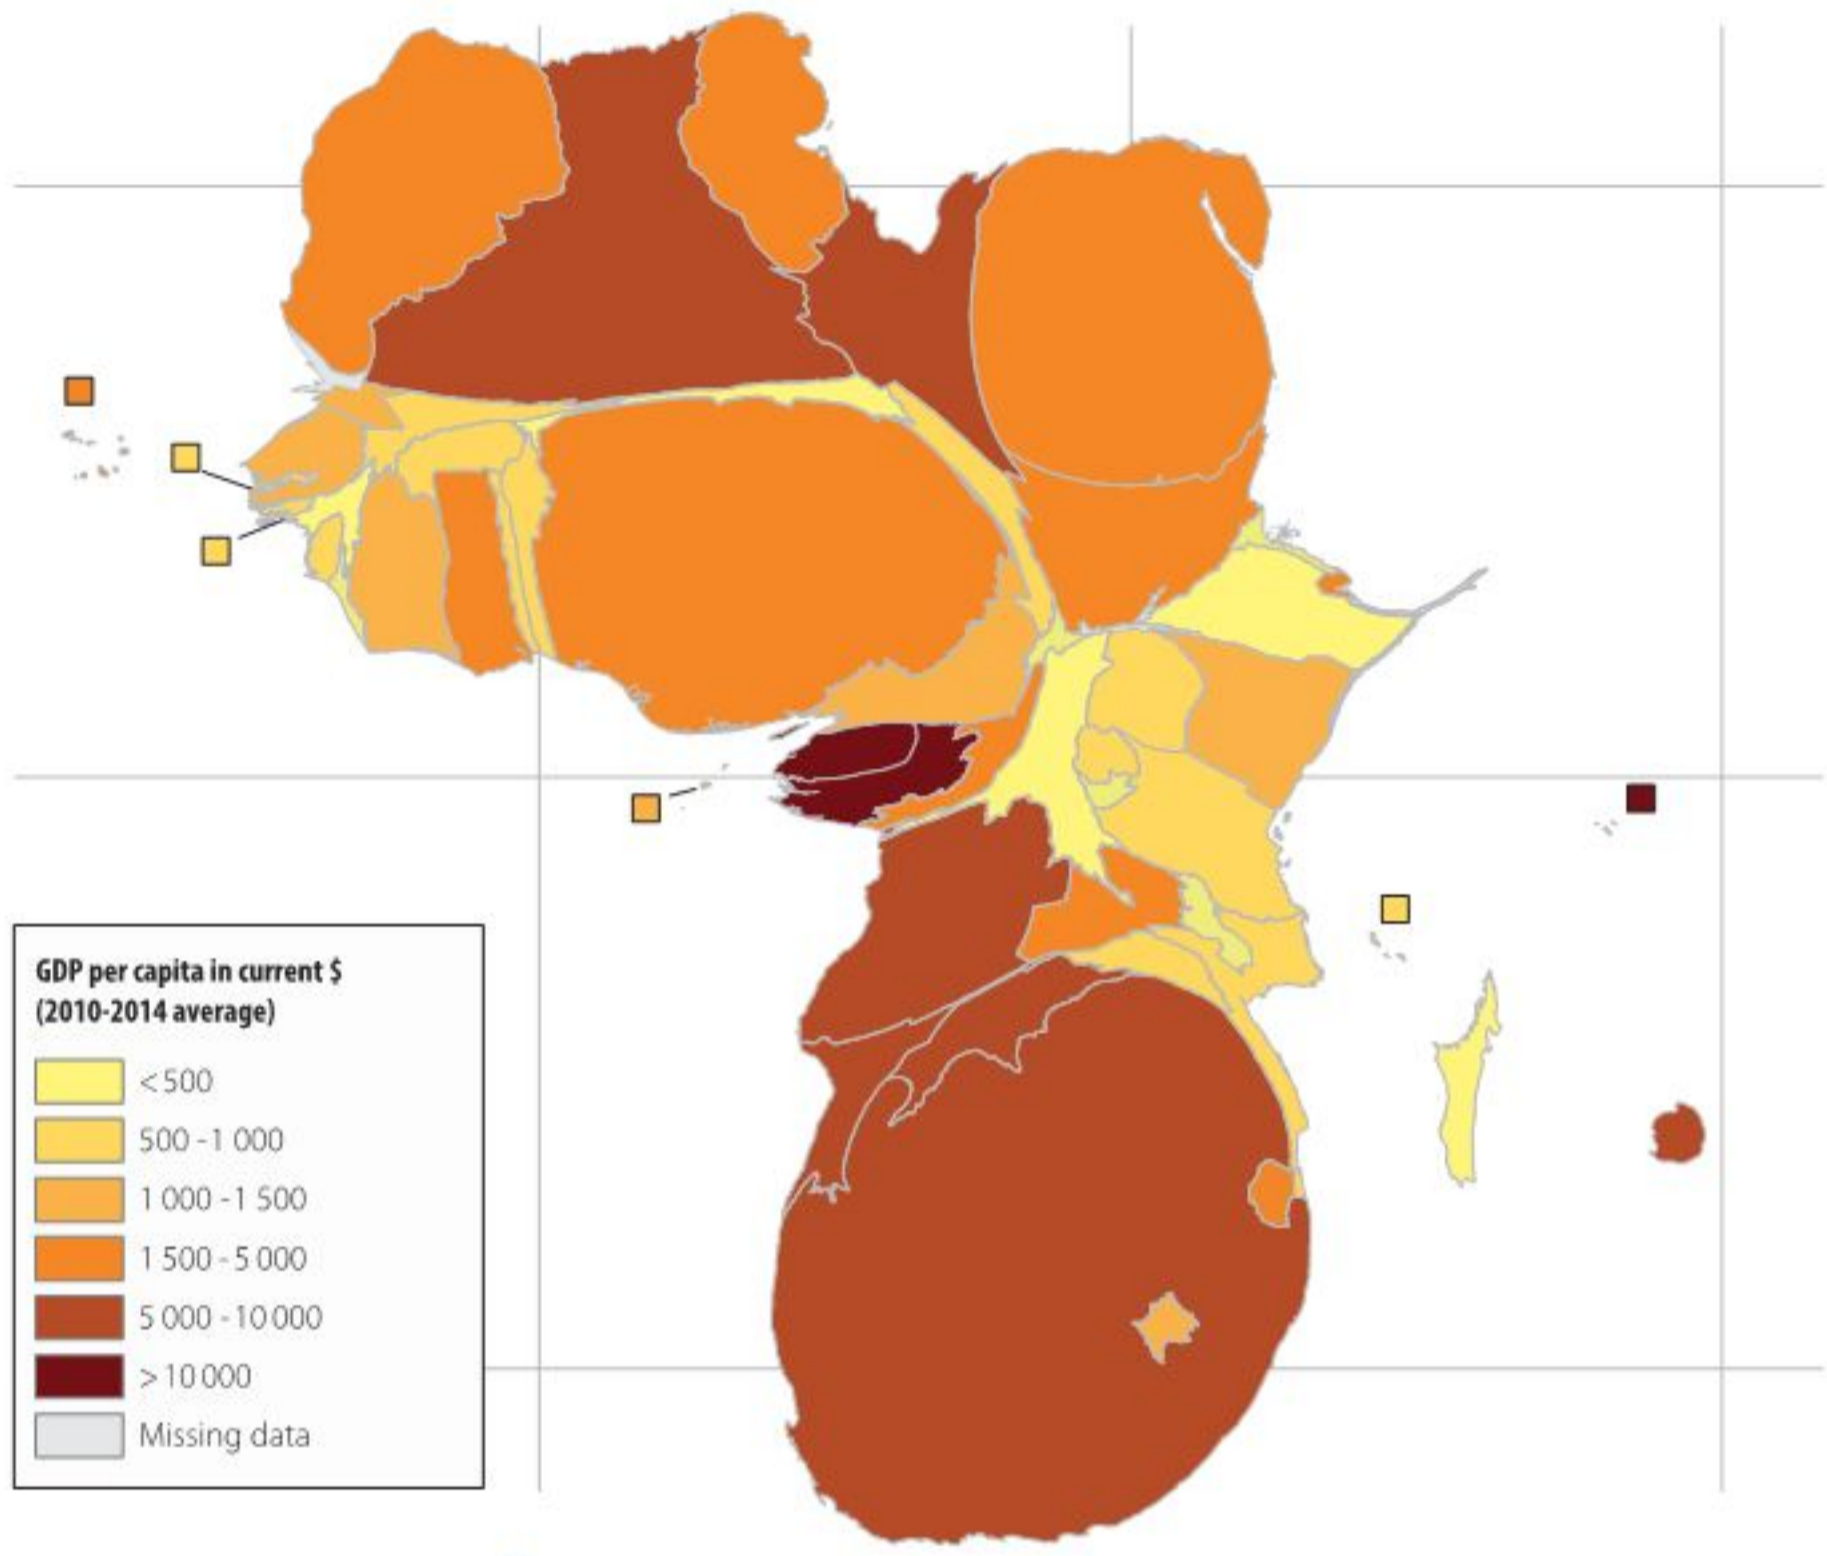 GDP per capita in current $
(2010-2014 average)
<500
500 -1 000
1 000 -1 500
1 500 - 5 000
5 000 -10 000
>10 000
Missing data